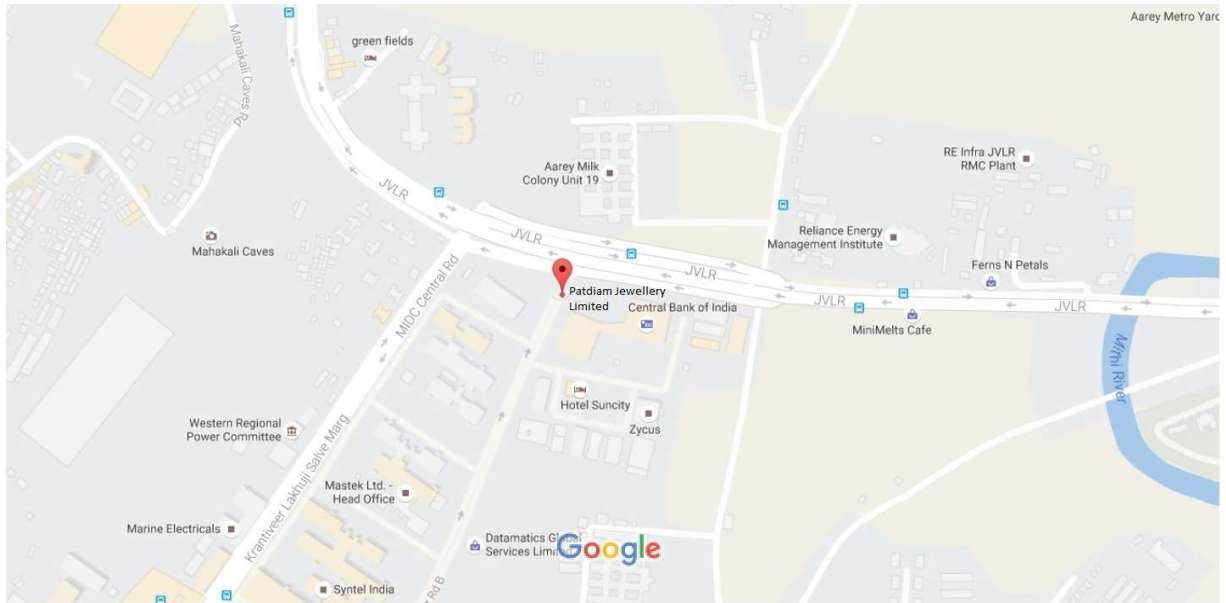 Aarey Metro Yard
green fields
Mahakali Caves Rd
Aarey Milk
Colony Unit 19
RE Infra JVLR
RMC Plant
JVLR
Mahakali Caves
JVLR
Reliance Energy
Management Institute
JVLR
Ferns N Petals
Patdiam Jewellery
Limited
Central Bank of India
JVLR
JVLR
MiniMelts Cafe
MIDC Central Rd
Mimi River
Hotel Suncity
Zycus
Western Regional
Power Committee
Krantiveer Lakhuji Salve Marg
Mastek Ltd. -
Head Office
Marine Electricals
Datamatics Global
Services Limited
Google
Syntel India
Rd B